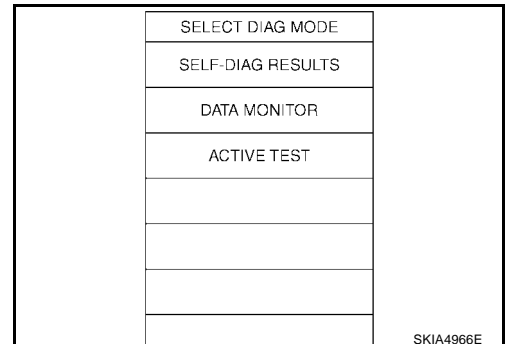 SELECT DIAG MODE
SELF-DIAG RESULTS
DATA MONITOR
ACTIVE TEST
SKIA4966E